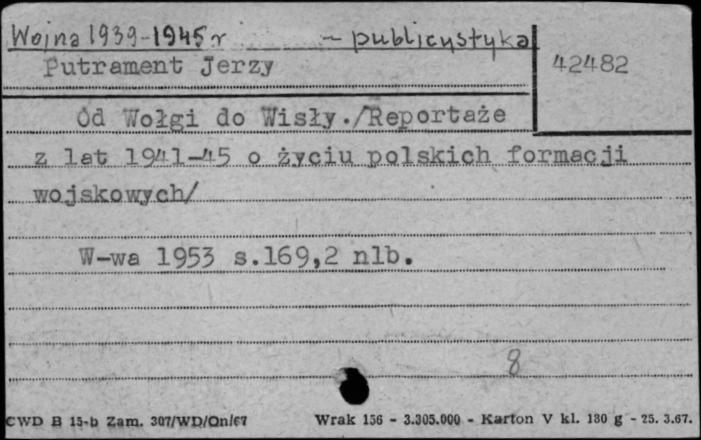 Wojna 1939-1945 r - publicystyka
Putrament Jerzy
42482
Od Wołgi do Wisły./Reportaże
z lat 1941-45 o życiu polskich formacji
wojskowych/
W-wa 1953 s.169,2 nlb.
8
CWD B 15-b Zam. 307/WD/On/67 Wrak 156 - 3.305.000 - Karton V kl. 180 g - 25. 3.67.